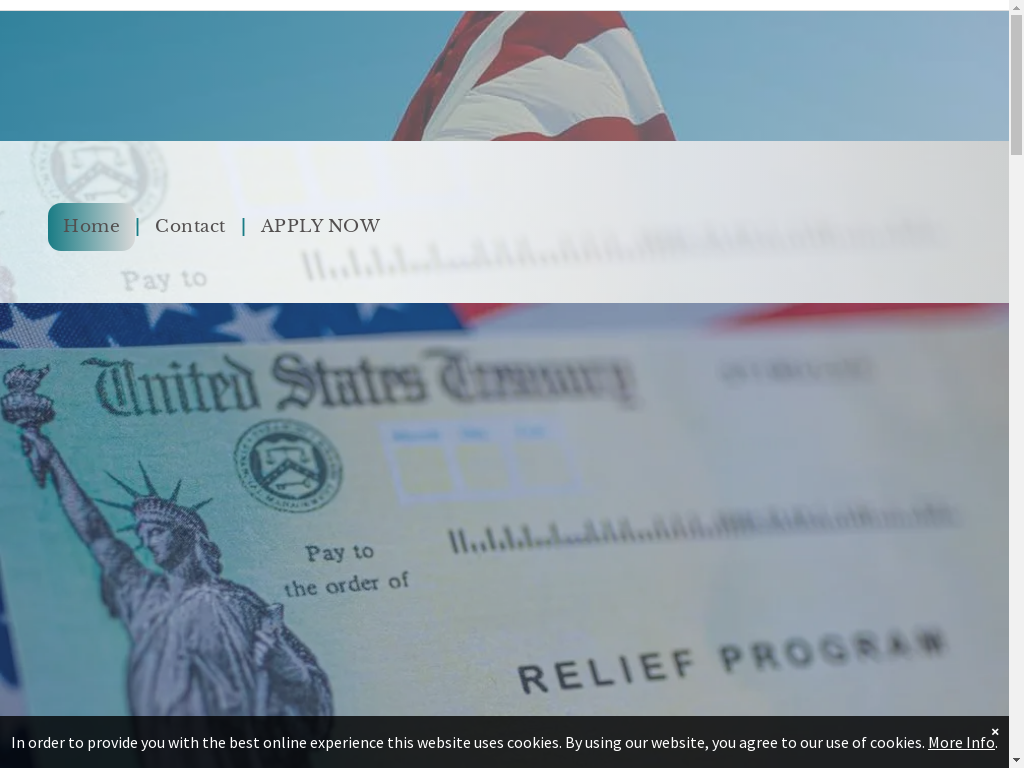 Home
Contact
APPLY NOW
Pay to
United States Treasury
Pay to
the order of
RELIEF PROGRAM
In order to provide you with the best online experience this website uses cookies. By using our website, you agree to our use of cookies. More Info.
×